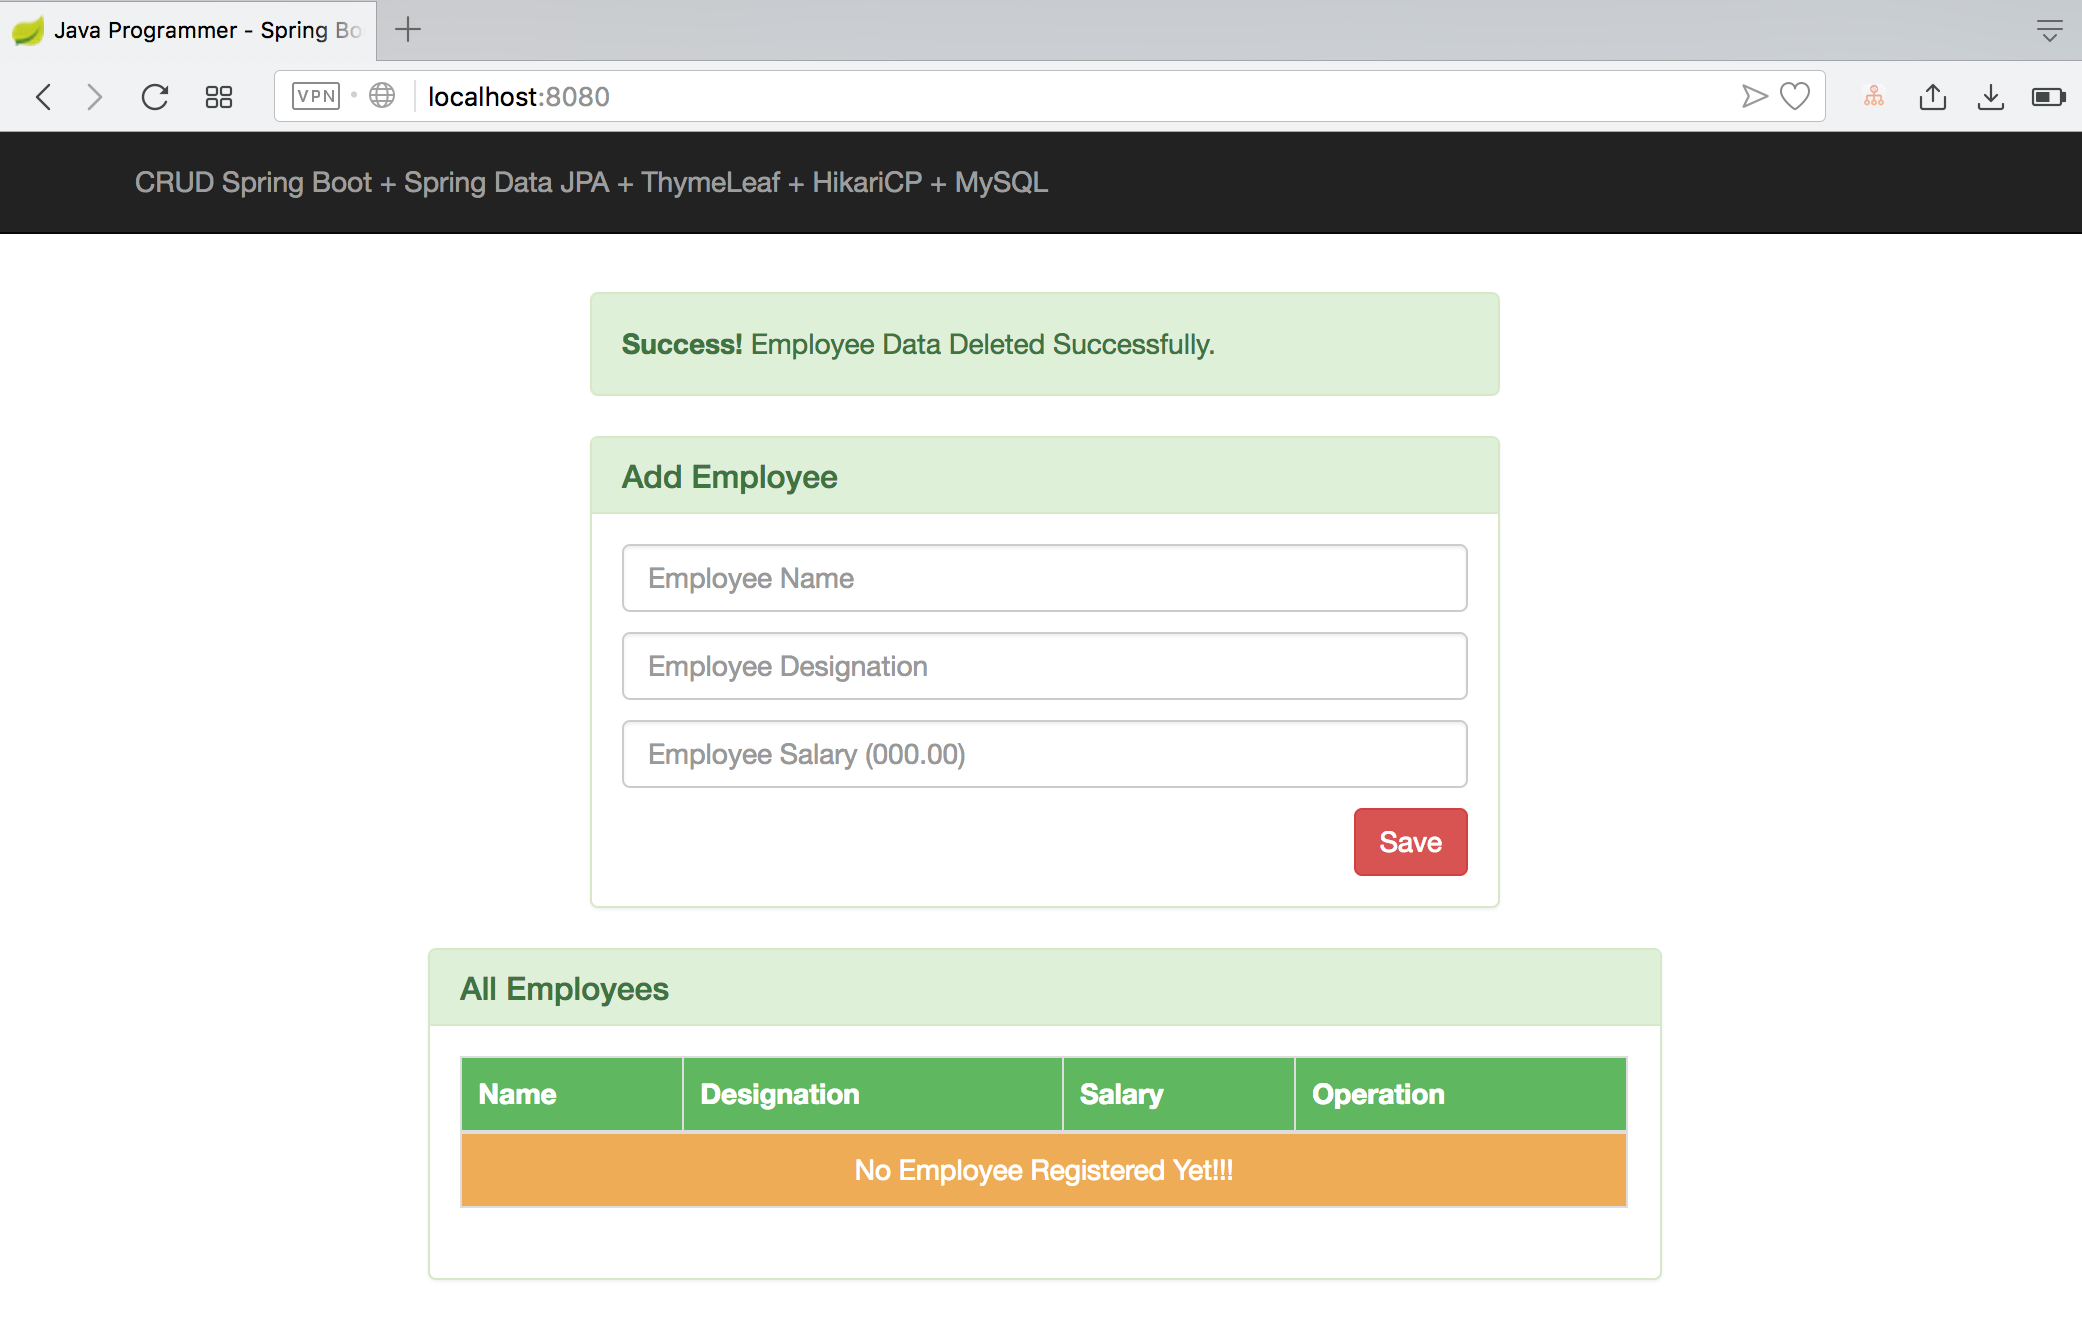 Java Programmer - Spring Bo
VPN localhost:8080
CRUD Spring Boot + Spring Data JPA + ThymeLeaf + HikariCP + MySQL
Success! Employee Data Deleted Successfully.
Add Employee
Employee Name
Employee Designation
Employee Salary (000.00)
Save
All Employees
Name Designation Salary Operation
No Employee Registered Yet!!!